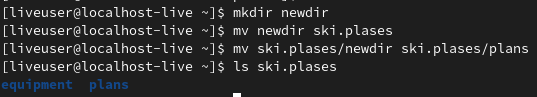 [liveuser@localhost-live ~]$ mkdir newdir
[liveuser@localhost-live ~]$ mv newdir ski.plases
[liveuser@localhost-live ~]$ mv ski.plases/newdir ski.plases/plans
[liveuser@localhost-live ~]$ ls ski.plases
equipment  plans